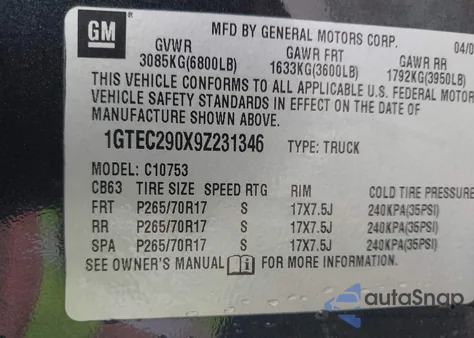 GM
MFD BY GENERAL MOTORS CORP. 04/0
GVWR GAWR FRT GAWR RR
3085KG(6800LB) 1633KG(3600LB) 1792KG(3950LB)
THIS VEHICLE CONFORMS TO ALL APPLICABLE U.S. FEDERAL MOTOR
VEHICLE SAFETY STANDARDS IN EFFECT ON THE DATE OF
MANUFACTURE SHOWN ABOVE.
1GTEC290X9Z231346 TYPE: TRUCK
MODEL: C10753
CB63 TIRE SIZE SPEED RTG RIM COLD TIRE PRESSURE
FRT P265/70R17 S 17X7.5J 240KPA(35PSI)
RR P265/70R17 S 17X7.5J 240KPA(35PSI)
SPA P265/70R17 S 17X7.5J 240KPA(35PSI)
SEE OWNER'S MANUAL i FOR MORE INFORMATION.
autoSnap